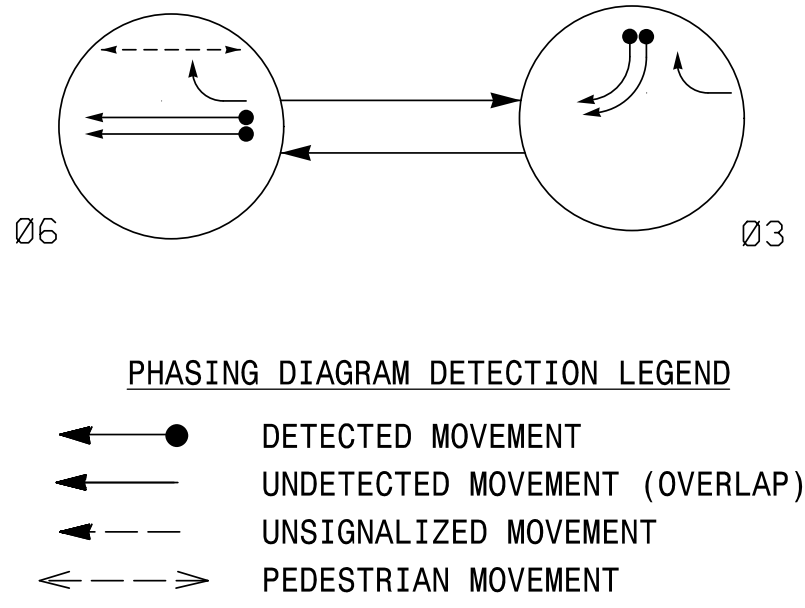 Ø6
Ø3
PHASING DIAGRAM DETECTION LEGEND
DETECTED MOVEMENT
UNDETECTED MOVEMENT (OVERLAP)
UNSIGNALIZED MOVEMENT
PEDESTRIAN MOVEMENT